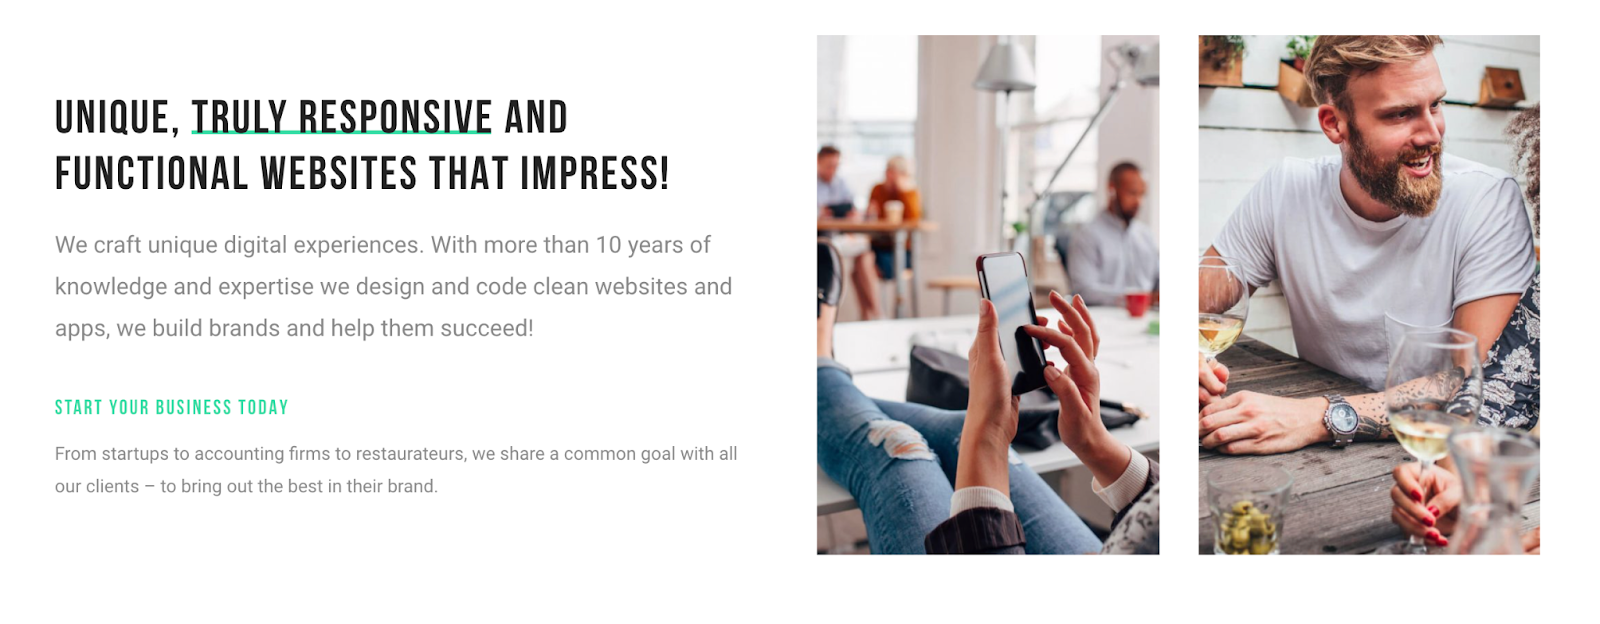 UNIQUE, TRULY RESPONSIVE AND
FUNCTIONAL WEBSITES THAT IMPRESS!
We craft unique digital experiences. With more than 10 years of
knowledge and expertise we design and code clean websites and
apps, we build brands and help them succeed!
START YOUR BUSINESS TODAY
From startups to accounting firms to restaurateurs, we share a common goal with all
our clients – to bring out the best in their brand.